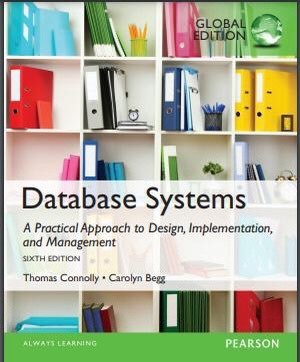 GLOBAL
EDITION
Database Systems
A Practical Approach to Design, Implementation,
and Management
SIXTH EDITION
Thomas Connolly • Carolyn Begg
ALWAYS LEARNING
PEARSON